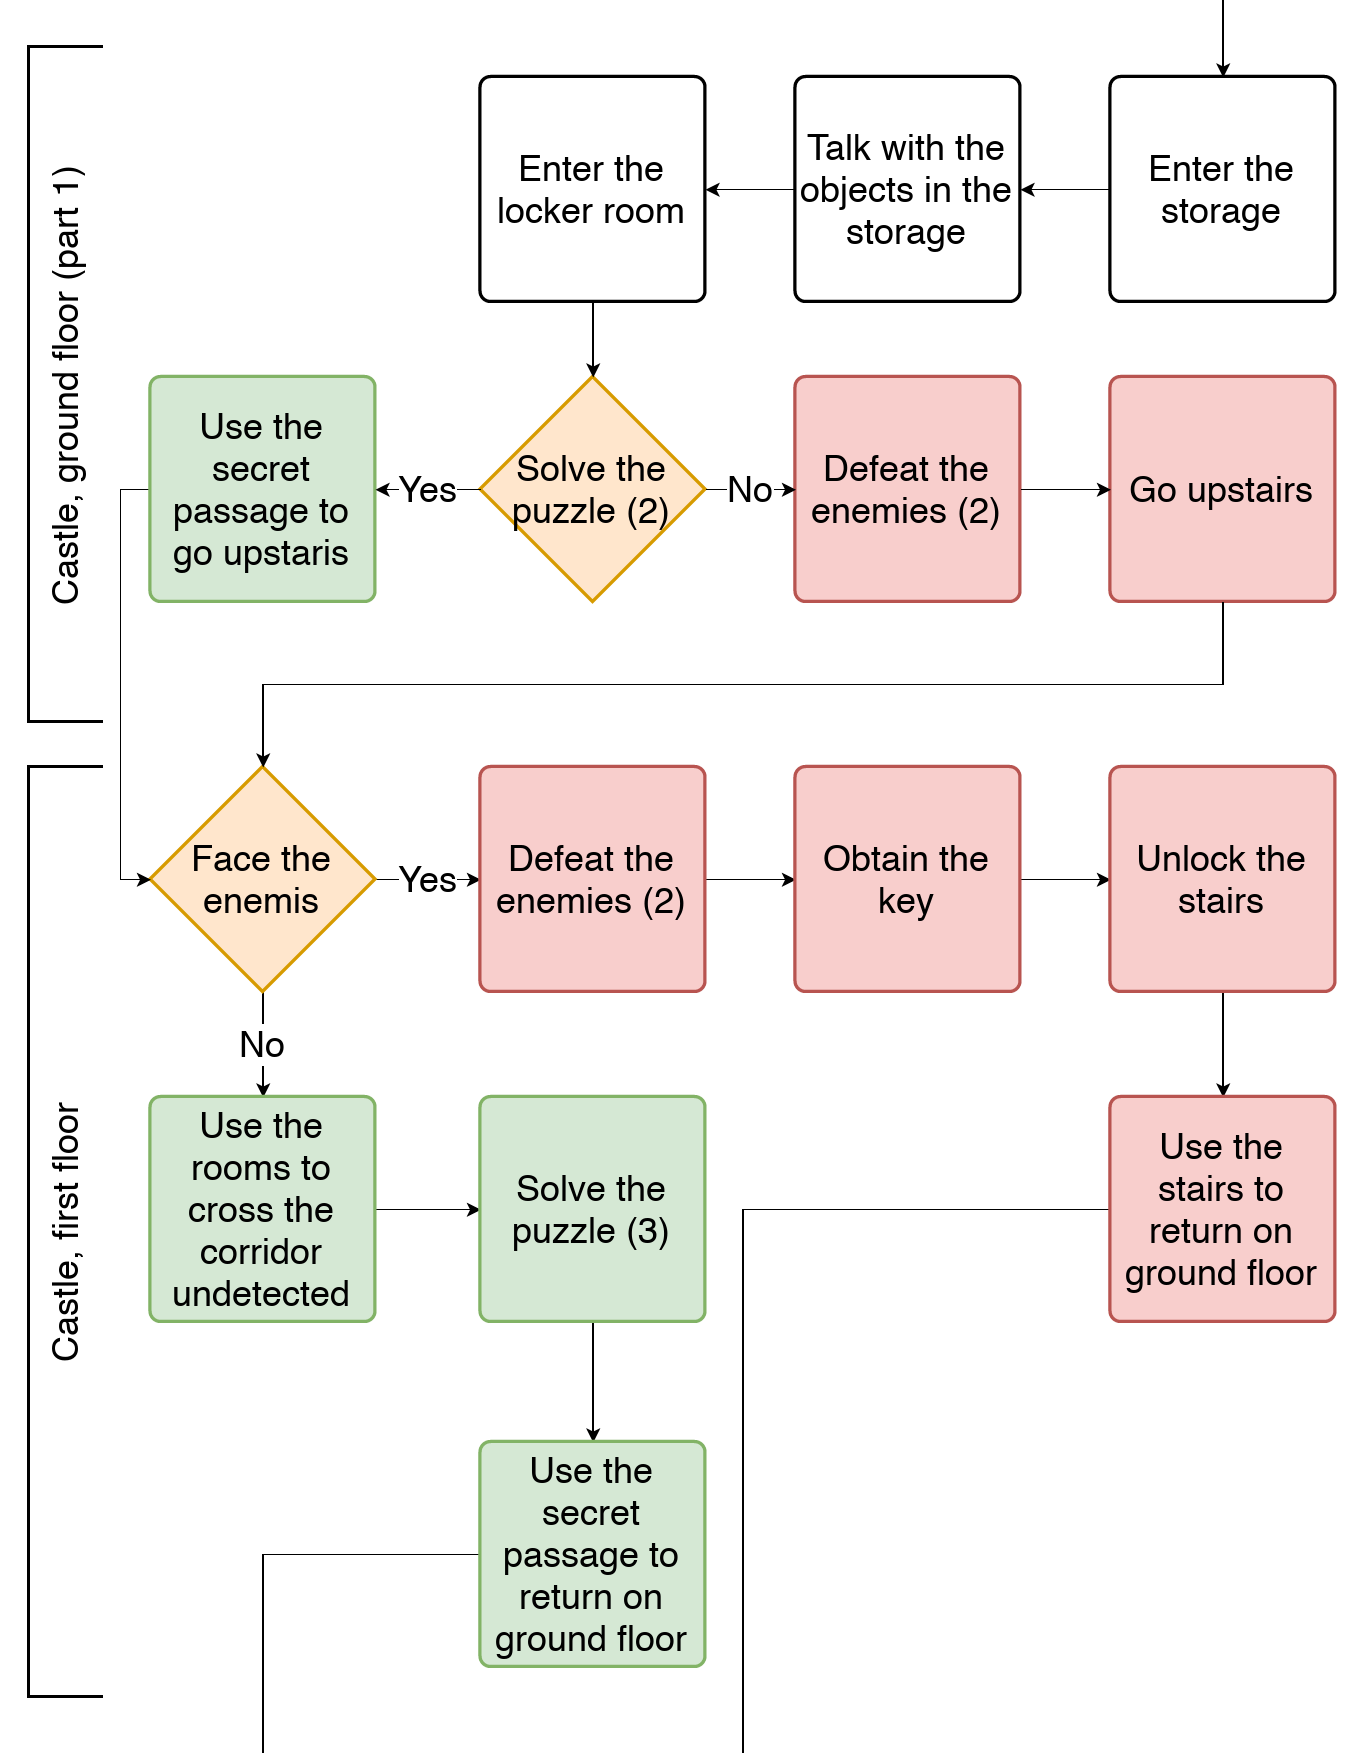 Castle, ground floor (part 1)
Enter the
locker room
Talk with the
objects in the
storage
Enter the
storage
Use the
secret
passage to
go upstaris
Yes
Solve the
puzzle (2)
No
Defeat the
enemies (2)
Go upstairs
Castle, first floor
Face the
enemis
Yes
Defeat the
enemies (2)
Obtain the
key
Unlock the
stairs
No
Use the
rooms to
cross the
corridor
undetected
Solve the
puzzle (3)
Use the
stairs to
return on
ground floor
Use the
secret
passage to
return on
ground floor